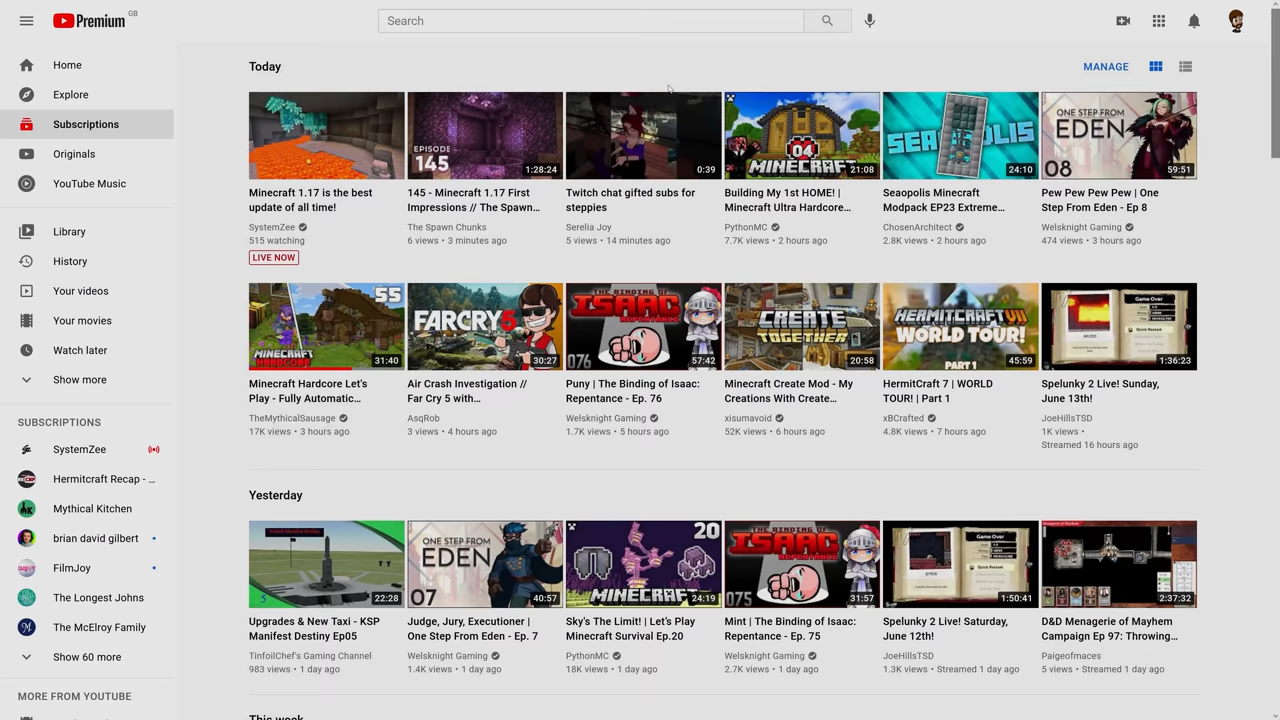 Premium GB
Search
Home
Explore
Subscriptions
Originals
YouTube Music
Library
History
Your videos
Your movies
Watch later
Show more
SUBSCRIPTIONS
SystemZee
Hermitcraft Recap - ...
Mythical Kitchen
brian david gilbert
FilmJoy
The Longest Johns
The McElroy Family
Show 60 more
MORE FROM YOUTUBE
Today
MANAGE
EPISODE
145
1:28:24
0:39
04
MINECRAFT
21:08
SEAOPOLIS
24:10
ONE STEP FROM
EDEN
08
59:51
Minecraft 1.17 is the best
update of all time!
SystemZee
515 watching
LIVE NOW
145 - Minecraft 1.17 First
Impressions // The Spawn...
The Spawn Chunks
6 views • 3 minutes ago
Twitch chat gifted subs for
steppies
Serelia Joy
5 views • 14 minutes ago
Building My 1st HOME! |
Minecraft Ultra Hardcore...
PythonMC
7.7K views • 2 hours ago
Seaopolis Minecraft
Modpack EP23 Extreme...
ChosenArchitect
2.8K views • 2 hours ago
Pew Pew Pew Pew | One
Step From Eden - Ep 8
Welsknight Gaming
474 views • 3 hours ago
55
MINECRAFT
HARDCORE
31:40
FARCRY5
30:27
THE BINDING OF
ISAAC
REPENTANCE
076
57:42
CREATE
TOGETHER
20:58
HERMITCRAFT VII
WORLD
TOUR!
PART 1
45:59
Game Over
Quick Restart
1:36:23
Minecraft Hardcore Let's
Play - Fully Automatic...
TheMythicalSausage
17K views • 3 hours ago
Air Crash Investigation //
Far Cry 5 with...
AsqRob
3 views • 4 hours ago
Puny | The Binding of Isaac:
Repentance - Ep. 76
Welsknight Gaming
1.7K views • 5 hours ago
Minecraft Create Mod - My
Creations With Create...
xisumavoid
52K views • 6 hours ago
HermitCraft 7 | WORLD
TOUR! | Part 1
xBCrafted
4.8K views • 7 hours ago
Spelunky 2 Live! Sunday,
June 13th!
JoeHillsTSD
1K views •
Streamed 16 hours ago
Yesterday
5
22:28
ONE STEP FROM
EDEN
07
40:57
20
MINECRAFT
24:19
THE BINDING OF
ISAAC
REPENTANCE
075
31:57
Game Over
Quick Restart
1:50:41
Menagerie of Mayhem
2:37:32
Upgrades & New Taxi - KSP
Manifest Destiny Ep05
TinfoilChef's Gaming Channel
983 views • 1 day ago
Judge, Jury, Executioner |
One Step From Eden - Ep. 7
Welsknight Gaming
1.4K views • 1 day ago
Sky's The Limit! | Let's Play
Minecraft Survival Ep.20
PythonMC
18K views • 1 day ago
Mint | The Binding of Isaac:
Repentance - Ep. 75
Welsknight Gaming
2.7K views • 1 day ago
Spelunky 2 Live! Saturday,
June 12th!
JoeHillsTSD
1.3K views • Streamed 1 day ago
D&D Menagerie of Mayhem
Campaign Ep 97: Throwing...
Paigeofmaces
5 views • Streamed 1 day ago
This week